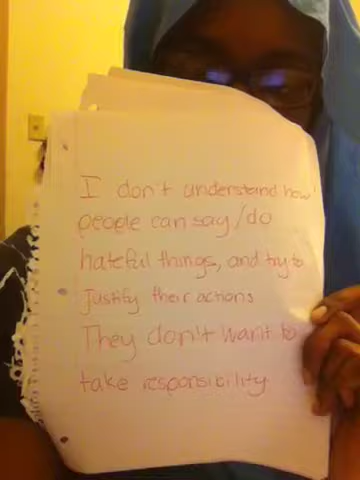 I don't understand how
people can say/do
hateful things, and try to
justify their actions
They don't want to
take responsibility